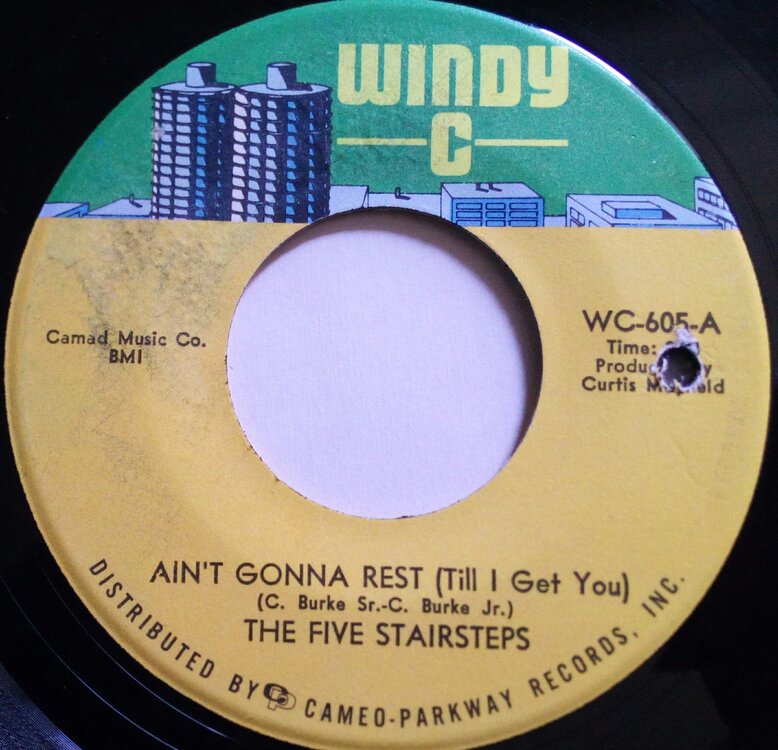 WINDY
C
Camad Music Co.
BMI
WC-605-A
Time:
Curtis
AIN'T GONNA REST (Till I Get You)
(C. Burke Sr.-C. Burke Jr.)
THE FIVE STAIRSTEPS
DISTRIBUTED BY CP CAMEO-PARKWAY RECORDS, INC.